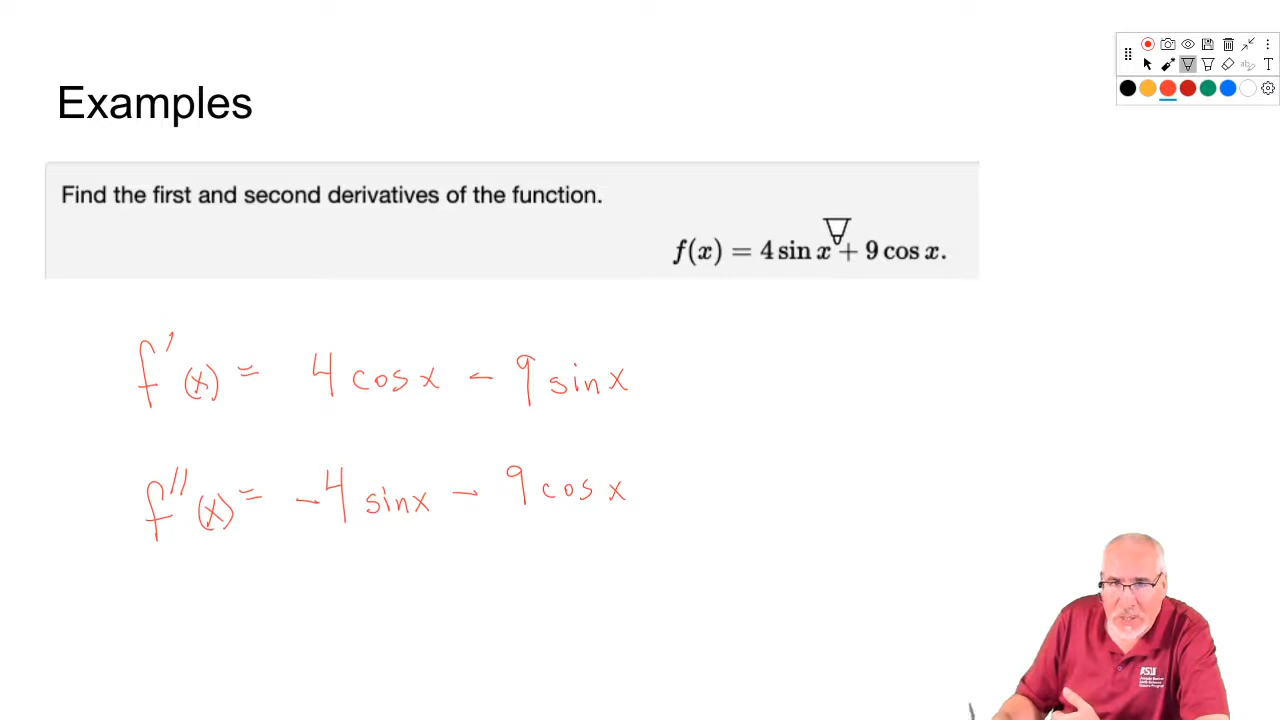 Examples
Find the first and second derivatives of the function.
f(x) = 4 sin x + 9 cos x.
f'(x) = 4 cos x - 9 sin x
f''(x) = -4 sin x - 9 cos x
ASU